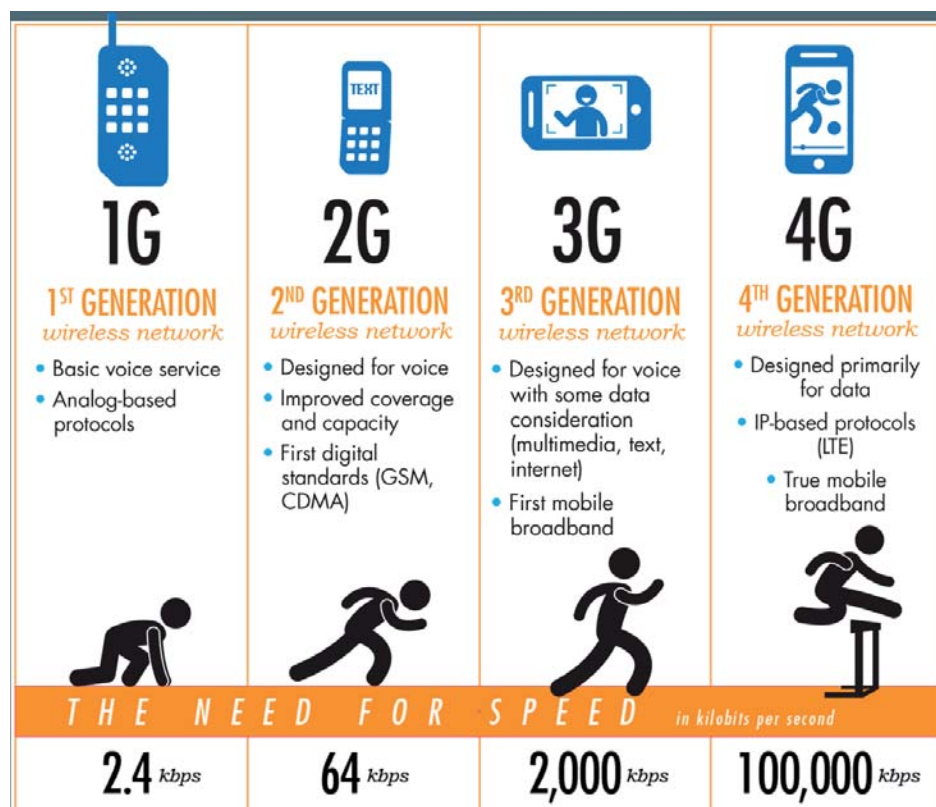 TEXT
1G
1ST GENERATION
wireless network
• Basic voice service
• Analog-based
protocols
2G
2ND GENERATION
wireless network
• Designed for voice
• Improved coverage
and capacity
• First digital
standards (GSM,
CDMA)
3G
3RD GENERATION
wireless network
• Designed for voice
with some data
consideration
(multimedia, text,
internet)
• First mobile
broadband
4G
4TH GENERATION
wireless network
• Designed primarily
for data
• IP-based protocols
(LTE)
• True mobile
broadband
THE NEED FOR SPEED in kilobits per second
2.4 kbps
64 kbps
2,000 kbps
100,000 kbps